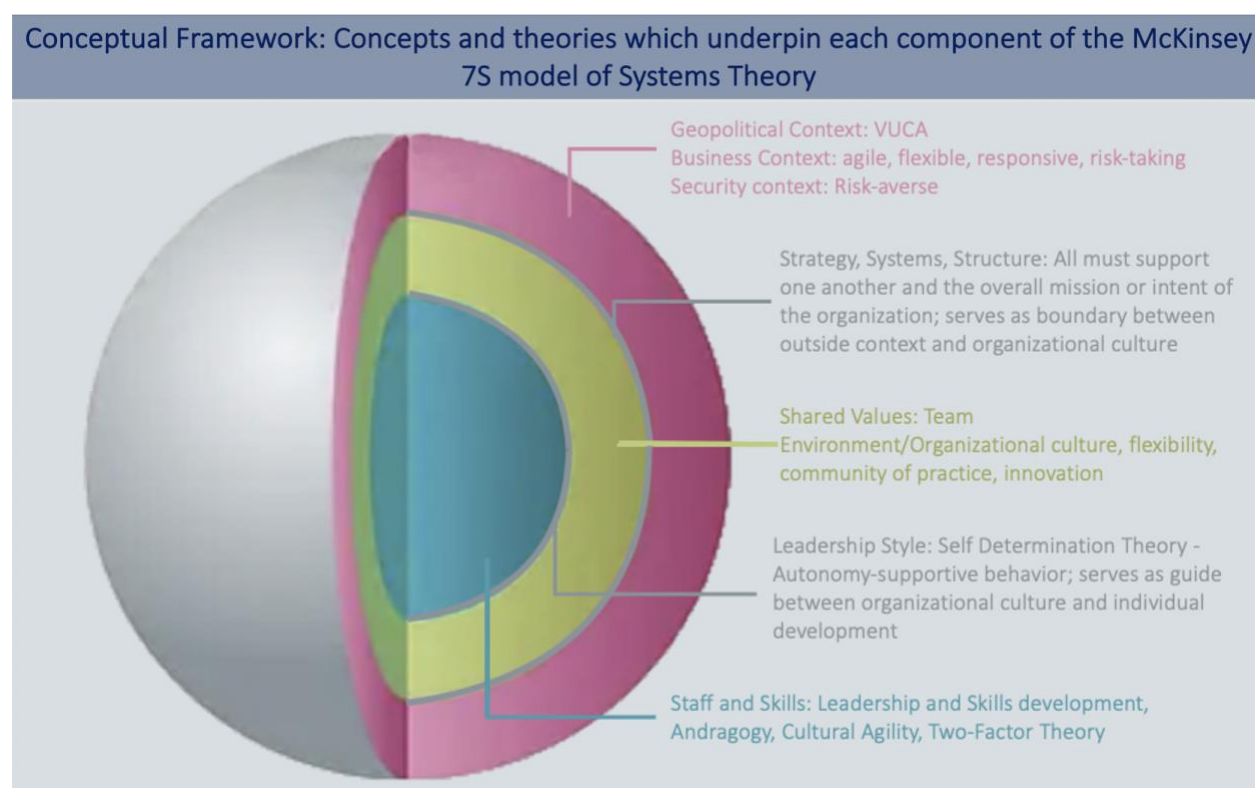 Conceptual Framework: Concepts and theories which underpin each component of the McKinsey
7S model of Systems Theory
Geopolitical Context: VUCA
Business Context: agile, flexible, responsive, risk-taking
Security context: Risk-averse
Strategy, Systems, Structure: All must support
one another and the overall mission or intent of
the organization; serves as boundary between
outside context and organizational culture
Shared Values: Team
Environment/Organizational culture, flexibility,
community of practice, innovation
Leadership Style: Self Determination Theory -
Autonomy-supportive behavior; serves as guide
between organizational culture and individual
development
Staff and Skills: Leadership and Skills development,
Andragogy, Cultural Agility, Two-Factor Theory